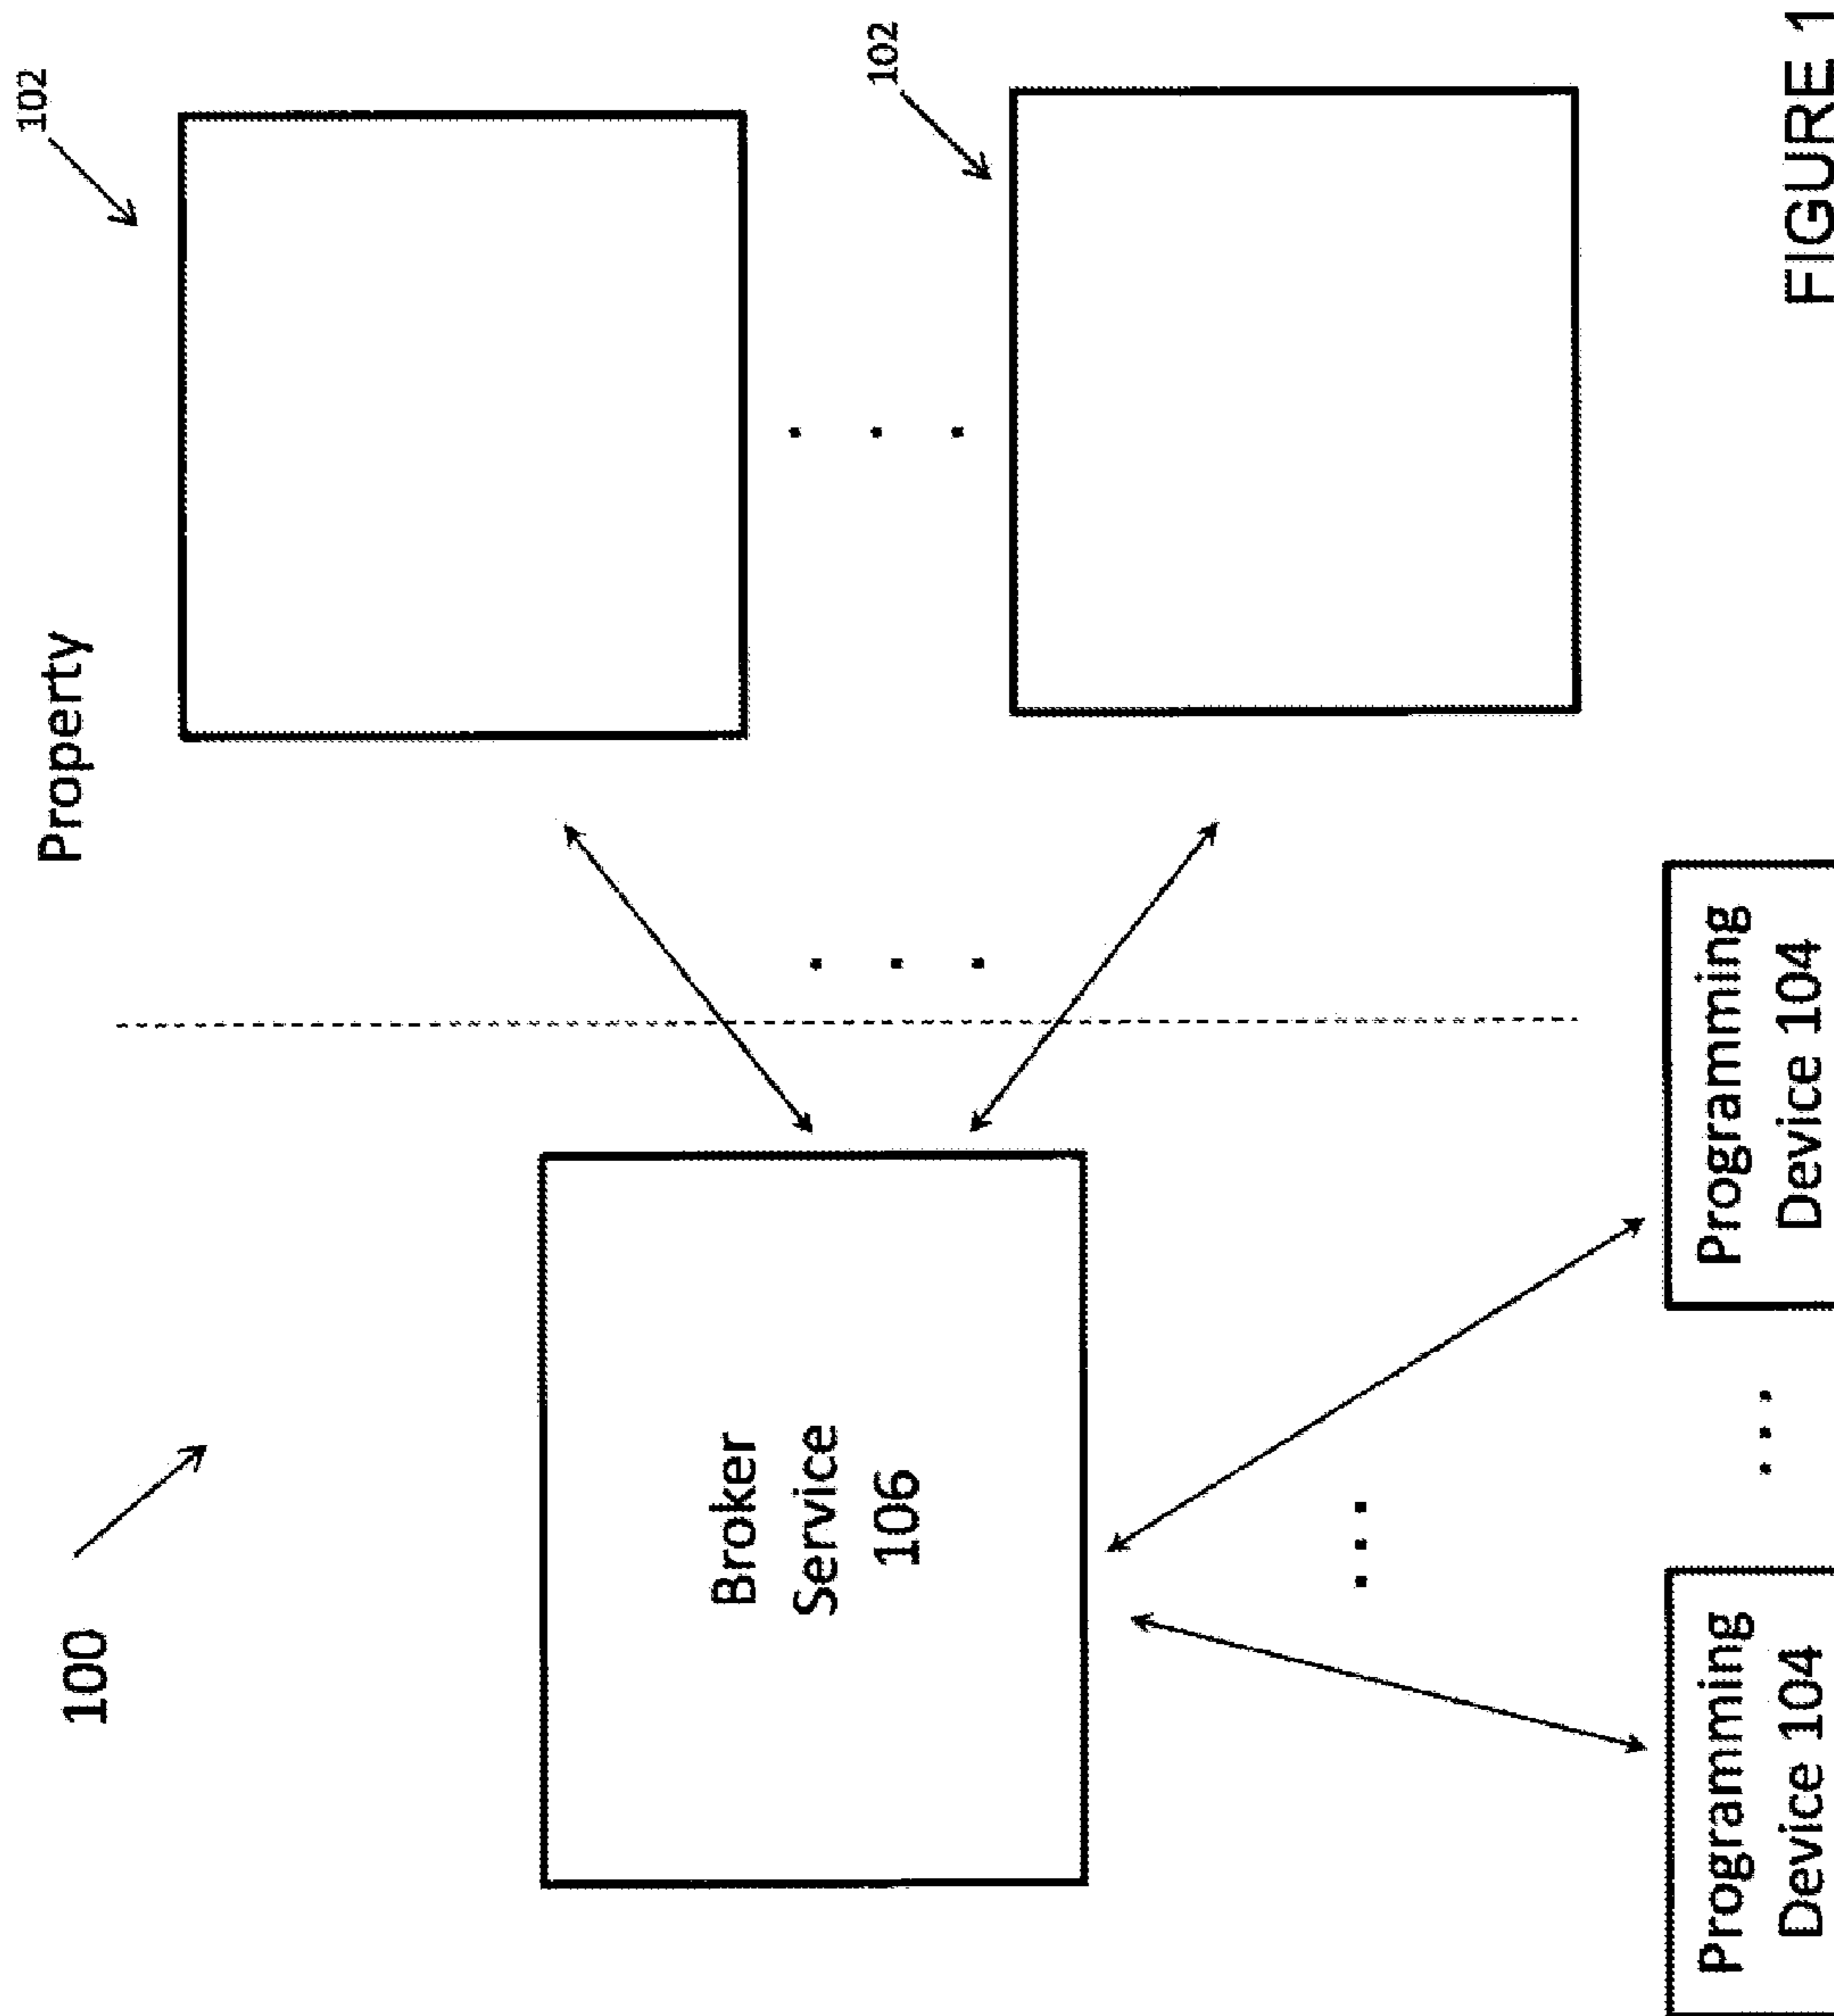 100
Property
102
Broker
Service
106
102
Programming
Device 104
Programming
Device 104
FIGURE 1